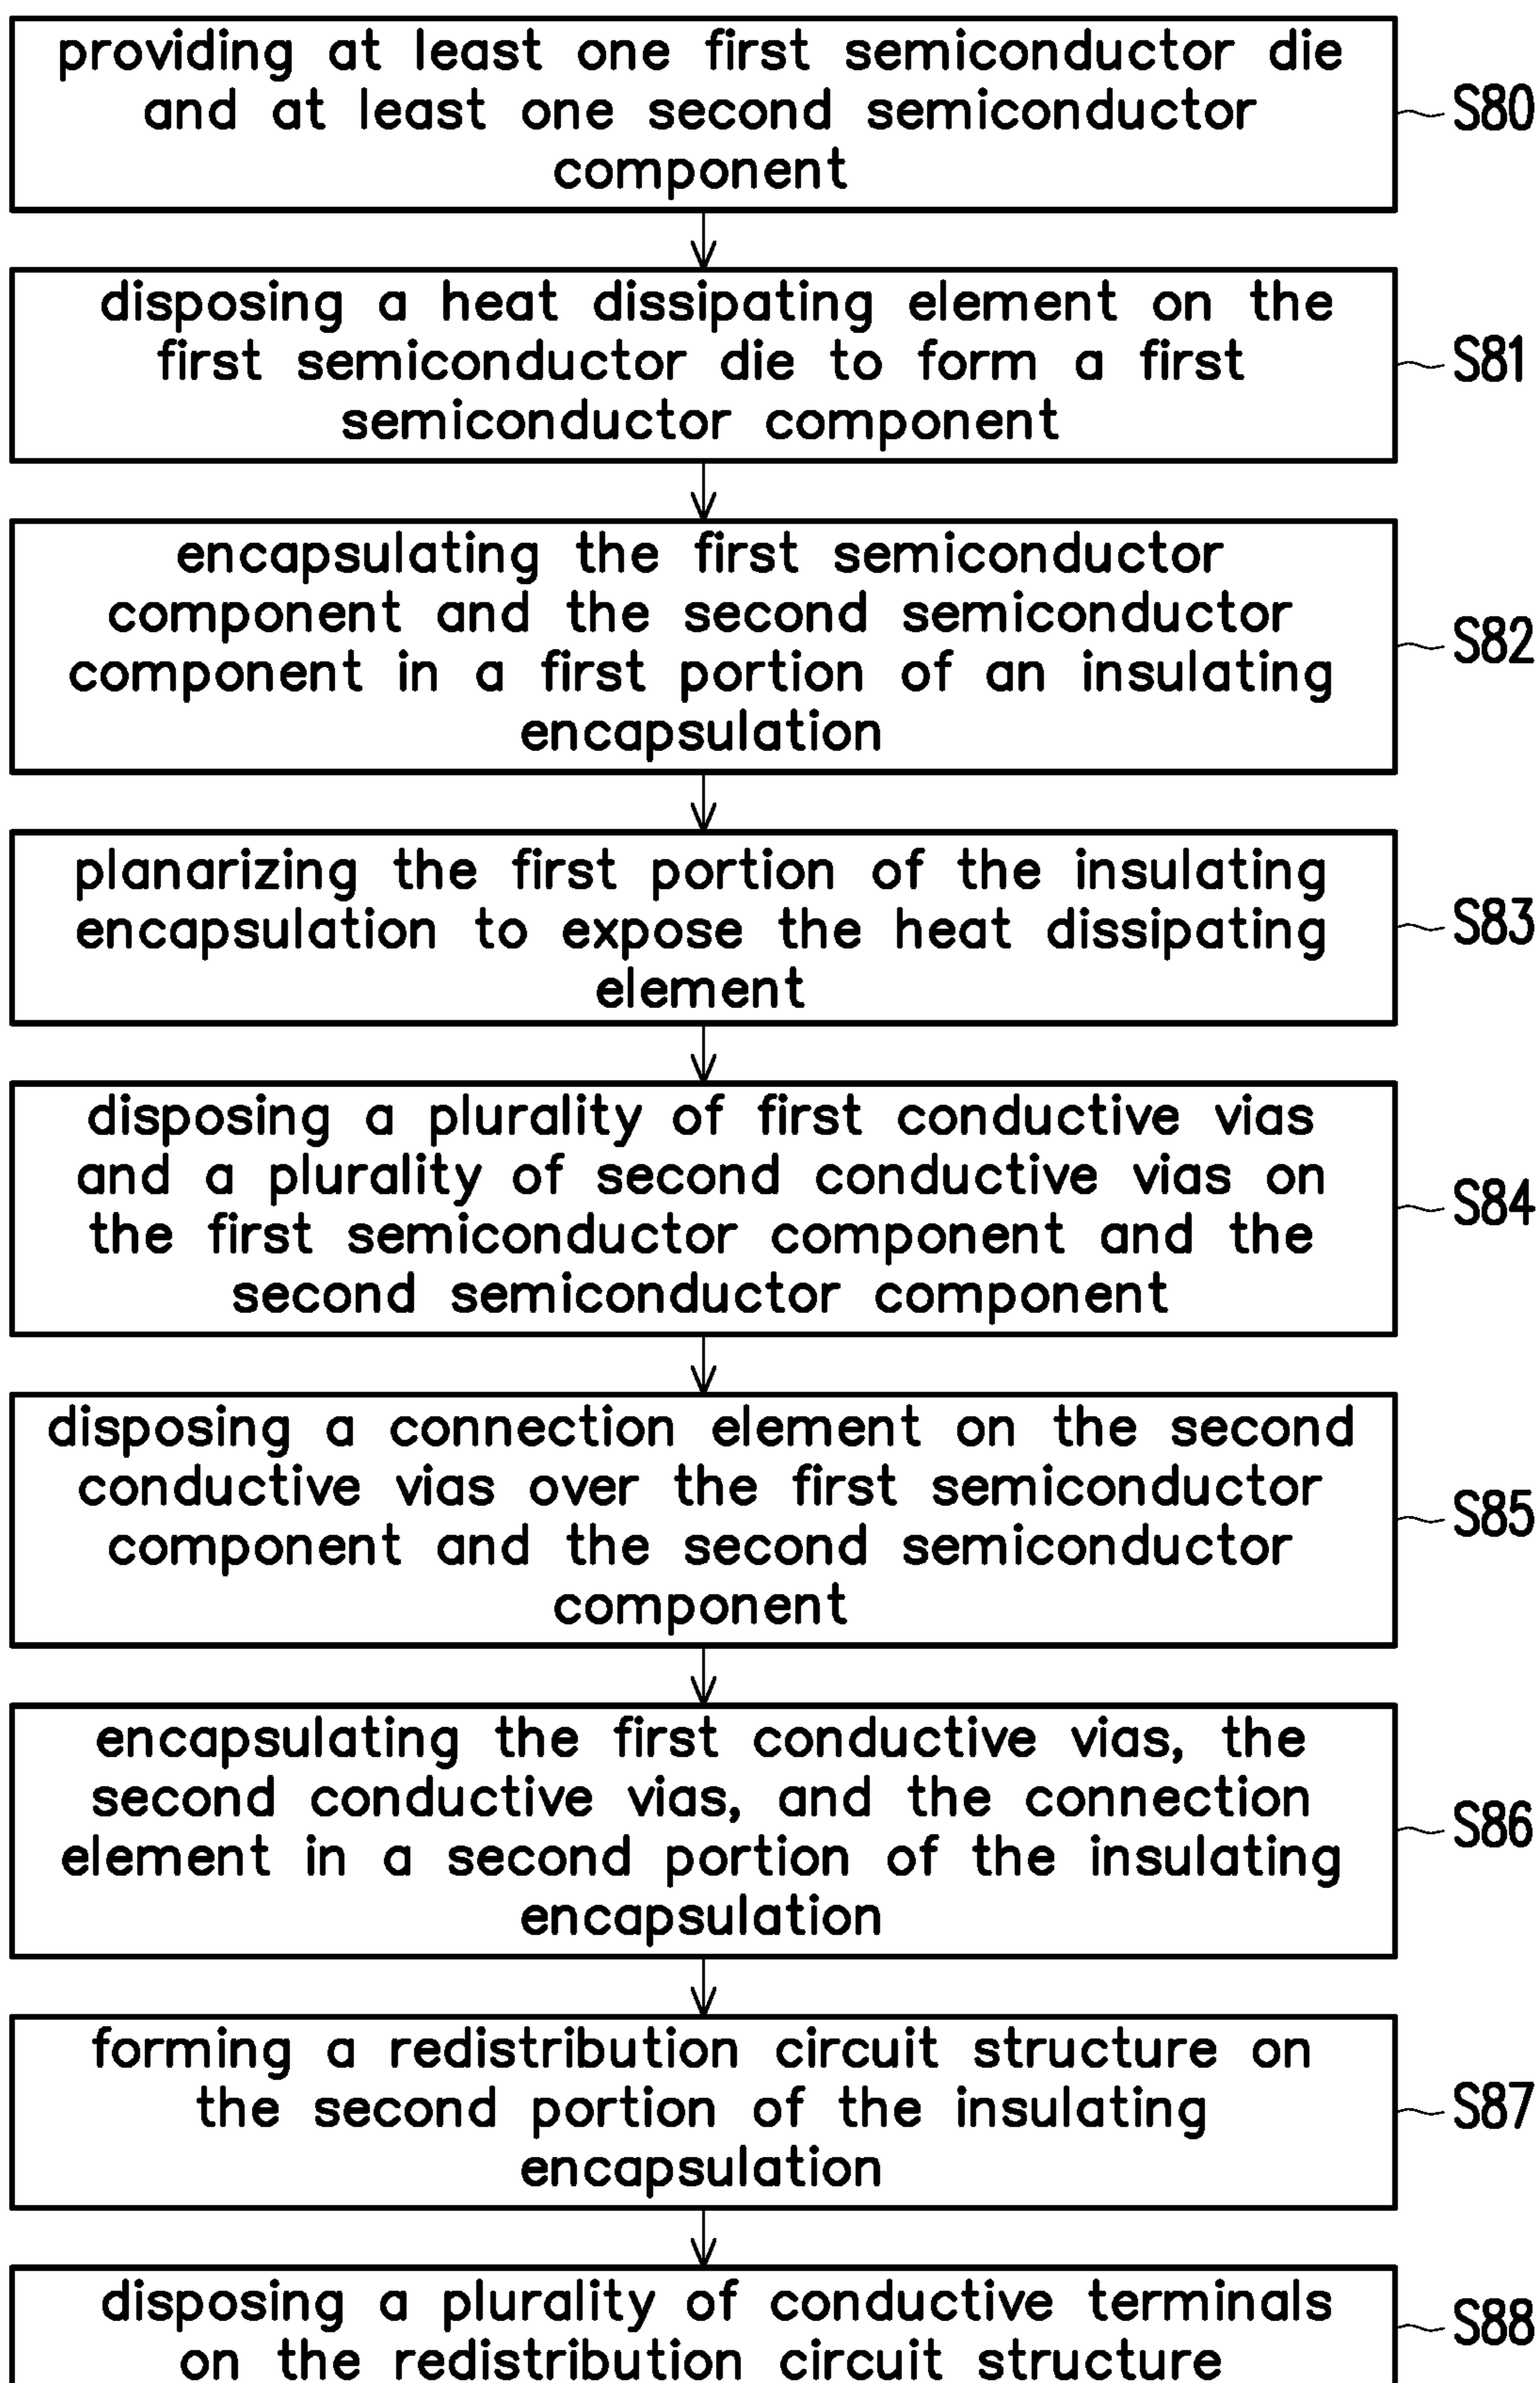 providing at least one first semiconductor die
and at least one second semiconductor
component
S80
disposing a heat dissipating element on the
first semiconductor die to form a first
semiconductor component
S81
encapsulating the first semiconductor
component and the second semiconductor
component in a first portion of an insulating
encapsulation
S82
planarizing the first portion of the insulating
encapsulation to expose the heat dissipating
element
S83
disposing a plurality of first conductive vias
and a plurality of second conductive vias on
the first semiconductor component and the
second semiconductor component
S84
disposing a connection element on the second
conductive vias over the first semiconductor
component and the second semiconductor
component
S85
encapsulating the first conductive vias, the
second conductive vias, and the connection
element in a second portion of the insulating
encapsulation
S86
forming a redistribution circuit structure on
the second portion of the insulating
encapsulation
S87
disposing a plurality of conductive terminals
on the redistribution circuit structure
S88